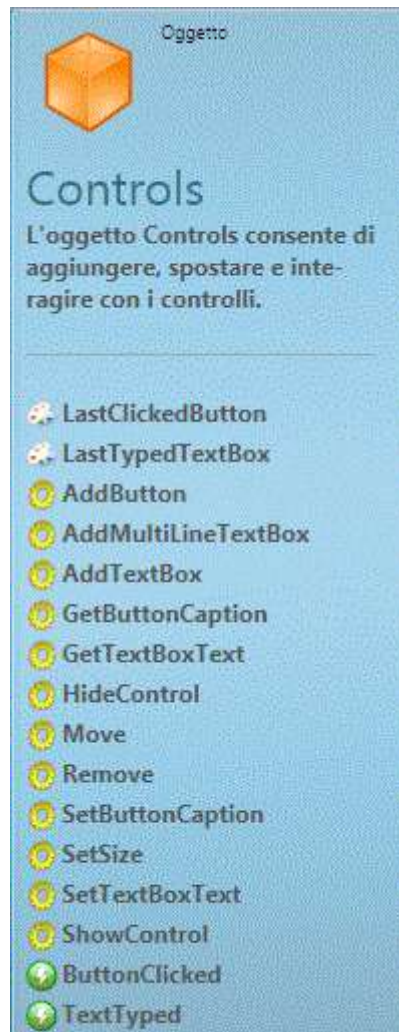 Oggetto
Controls
L'oggetto Controls consente di
aggiungere, spostare e inte-
ragire con i controlli.
LastClickedButton
LastTypedTextBox
AddButton
AddMultiLineTextBox
AddTextBox
GetButtonCaption
GetTextBoxText
HideControl
Move
Remove
SetButtonCaption
SetSize
SetTextBoxText
ShowControl
ButtonClicked
TextTyped